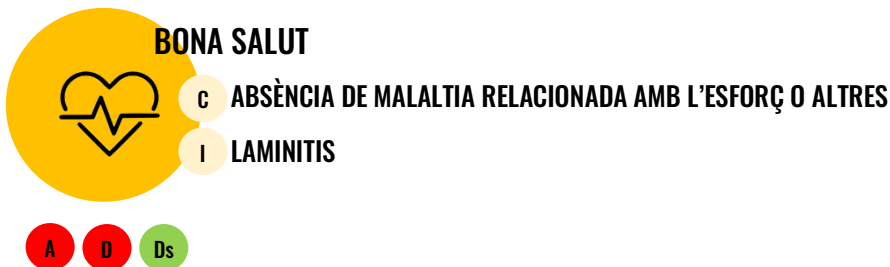 BONA SALUT
C ABSÈNCIA DE MALALTIA RELACIONADA AMB L'ESFORÇ O ALTRES
I LAMINITIS
A D Ds